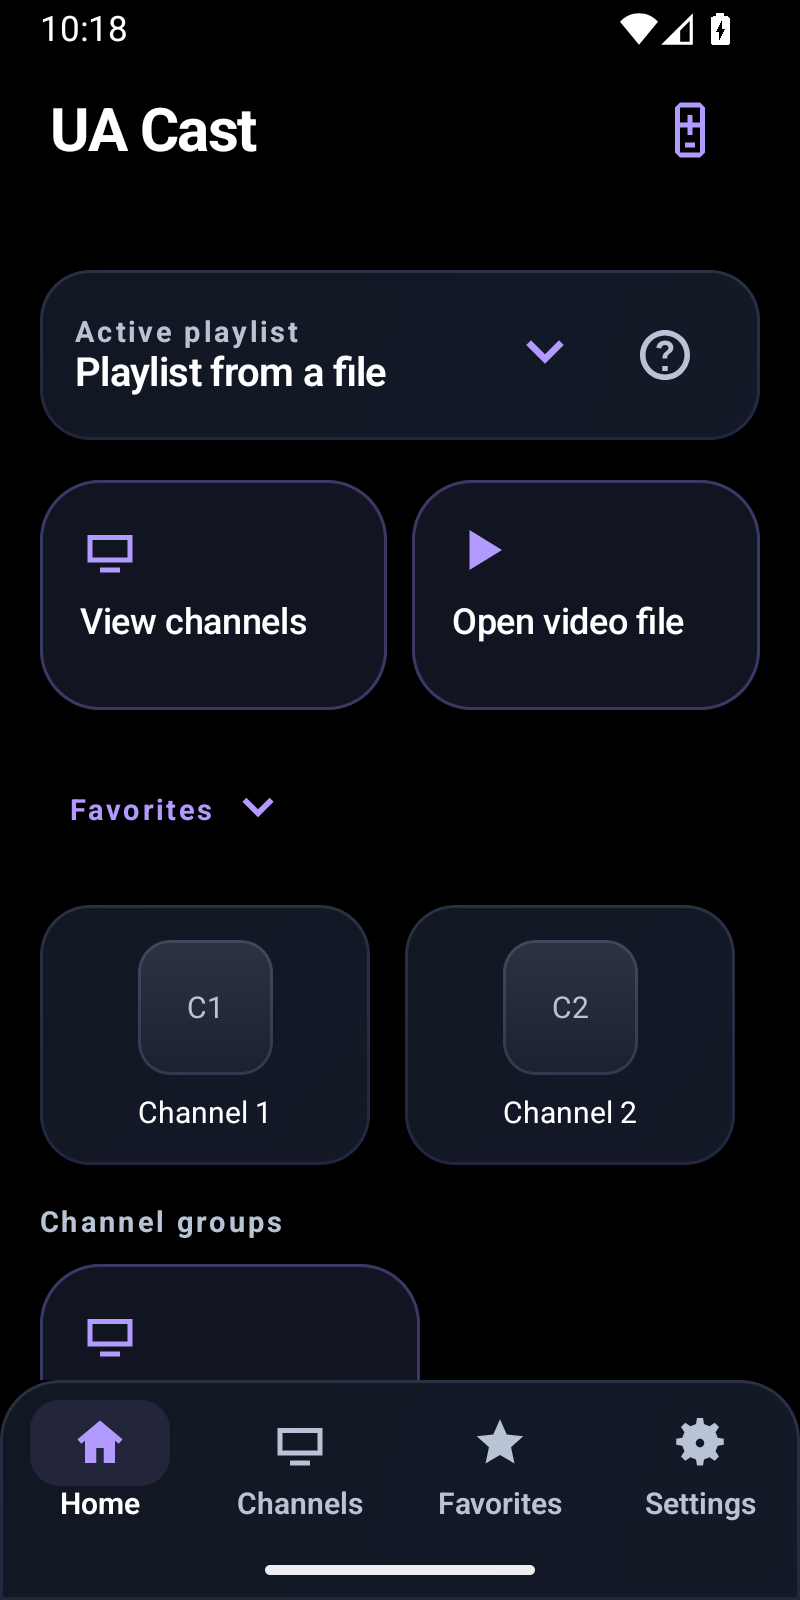 10:18
UA Cast
Active playlist
Playlist from a file
View channels
Open video file
Favorites
C1
C2
Channel 1
Channel 2
Channel groups
Home
Channels
Favorites
Settings